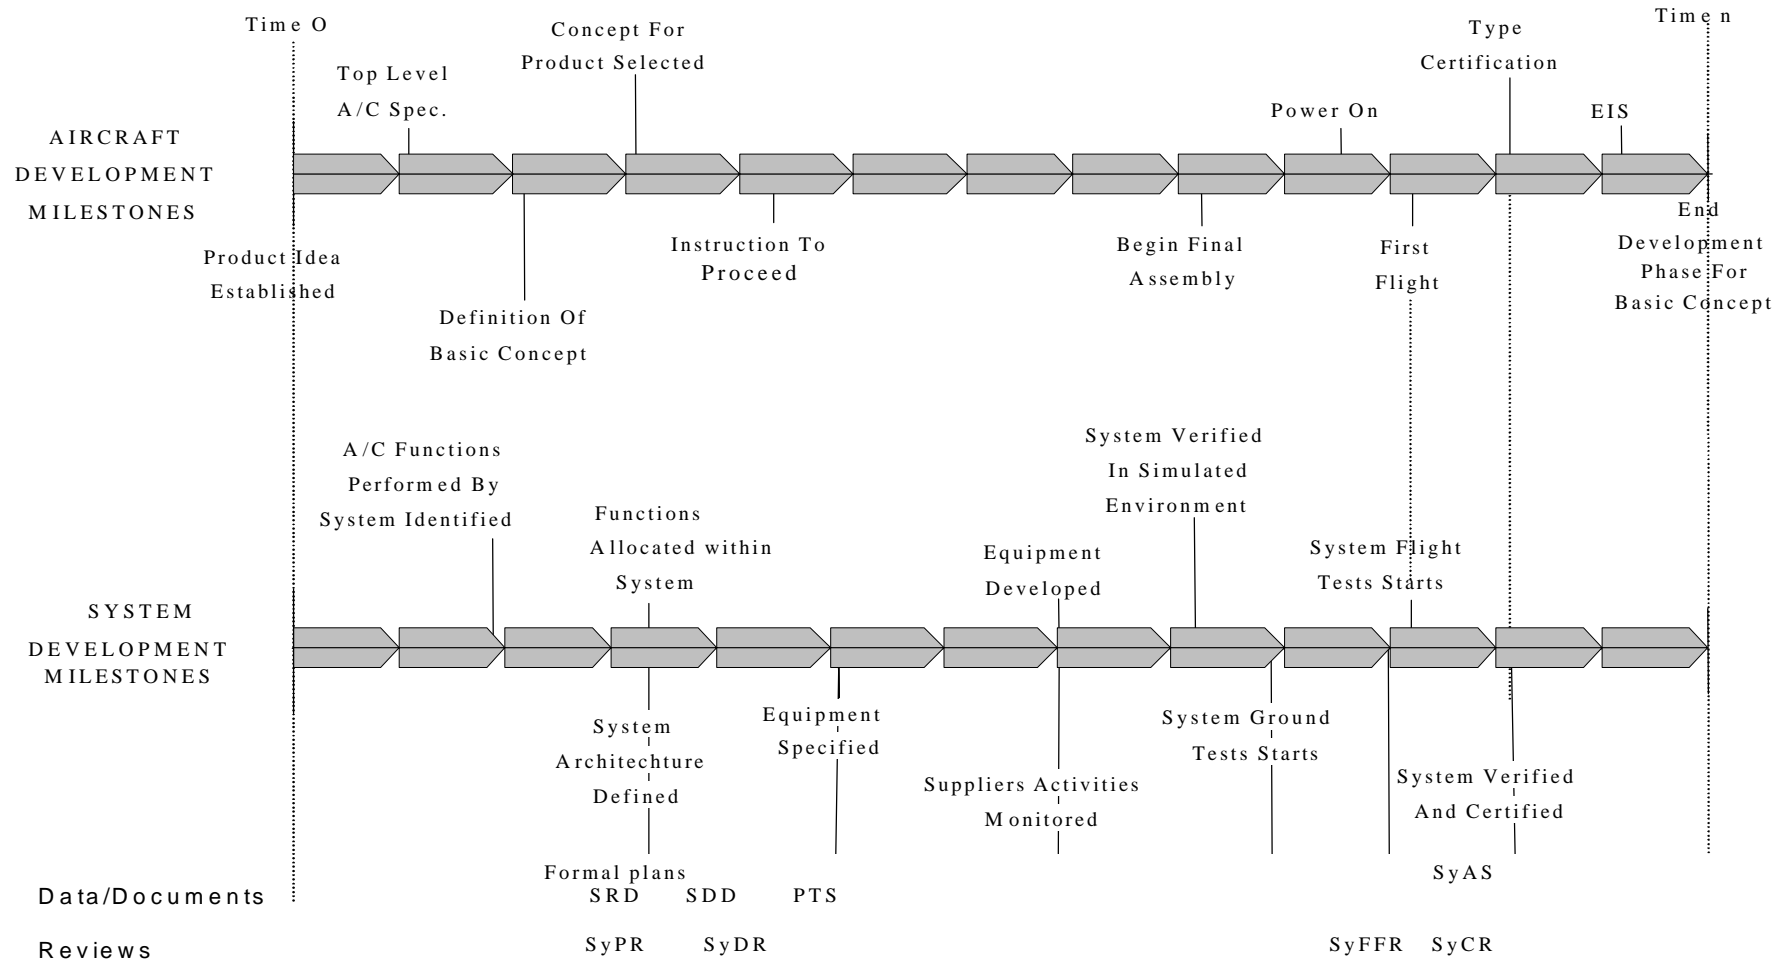 Time O
Time n
Concept For
Product Selected
Type
Certification
Top Level
A/C Spec.
Power On
EIS
AIRCRAFT
DEVELOPMENT
MILESTONES
Product Idea
Established
Definition Of
Basic Concept
Instruction To
Proceed
Begin Final
Assembly
First
Flight
End
Development
Phase For
Basic Concept
A/C Functions
Performed By
System Identified
Functions
Allocated within
System
Equipment
Developed
System Verified
In Simulated
Environment
System Flight
Tests Starts
SYSTEM
DEVELOPMENT
MILESTONES
System
Architechture
Defined
Equipment
Specified
Suppliers Activities
Monitored
System Ground
Tests Starts
System Verified
And Certified
Formal plans
SyAS
Data/Documents
SRD SDD PTS
Reviews
SyPR SyDR SyFFR SyCR